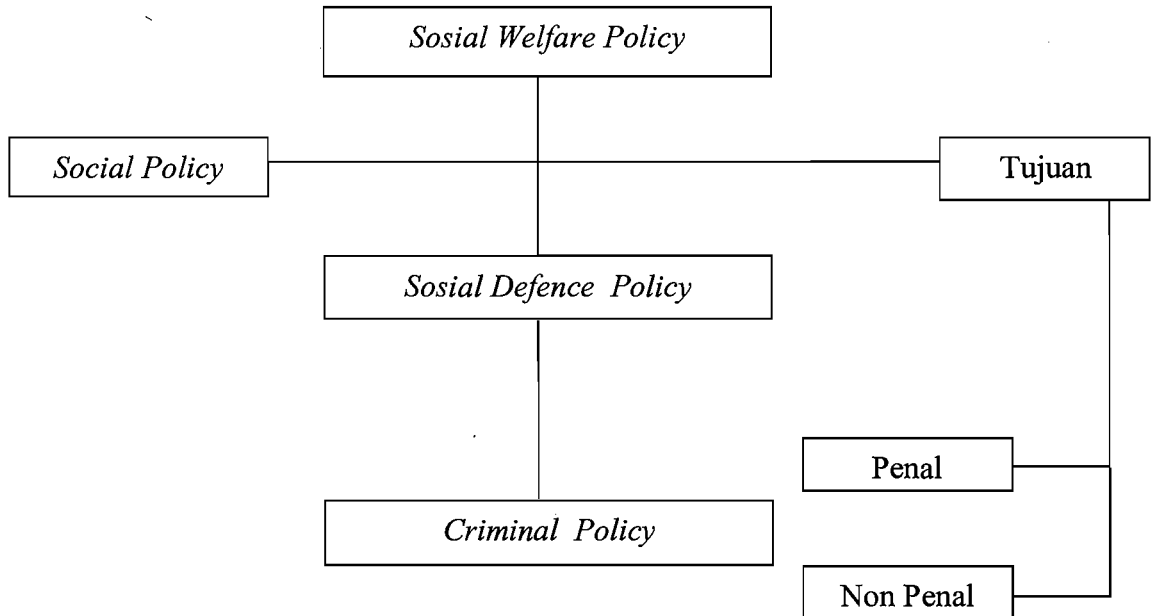 Sosial Welfare Policy
Social Policy
Tujuan
Sosial Defence Policy
Penal
Criminal Policy
Non Penal